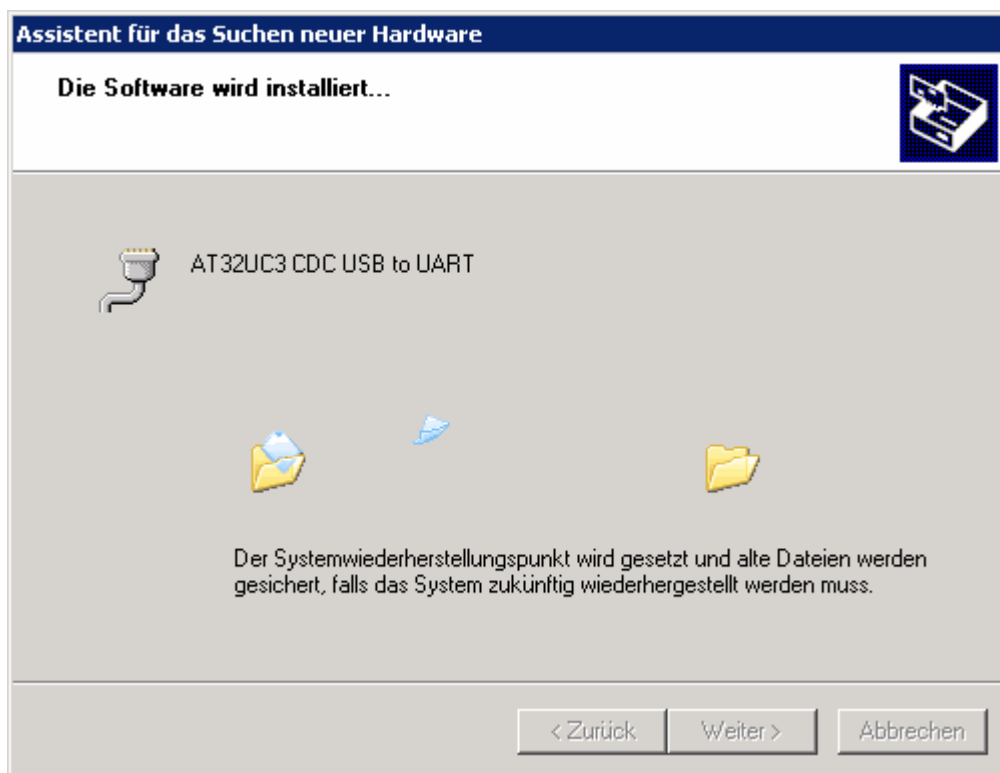 Assistent für das Suchen neuer Hardware
Die Software wird installiert...
AT32UC3 CDC USB to UART
Der Systemwiederherstellungspunkt wird gesetzt und alte Dateien werden
gesichert, falls das System zukünftig wiederhergestellt werden muss.
< Zurück Weiter > Abbrechen